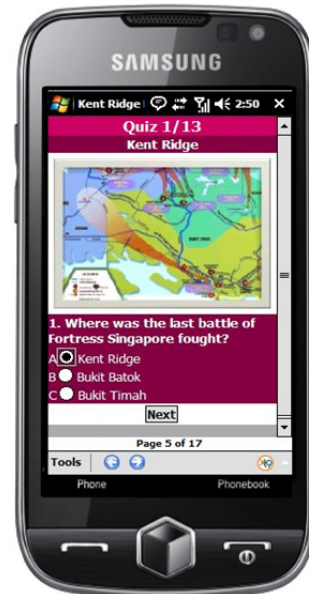 SAMSUNG
Kent Ridge 2:50 X
Quiz 1/13
Kent Ridge
1. Where was the last battle of
Fortress Singapore fought?
A Kent Ridge
B Bukit Batok
C Bukit Timah
Next
Page 5 of 17
Tools
Phone Phonebook